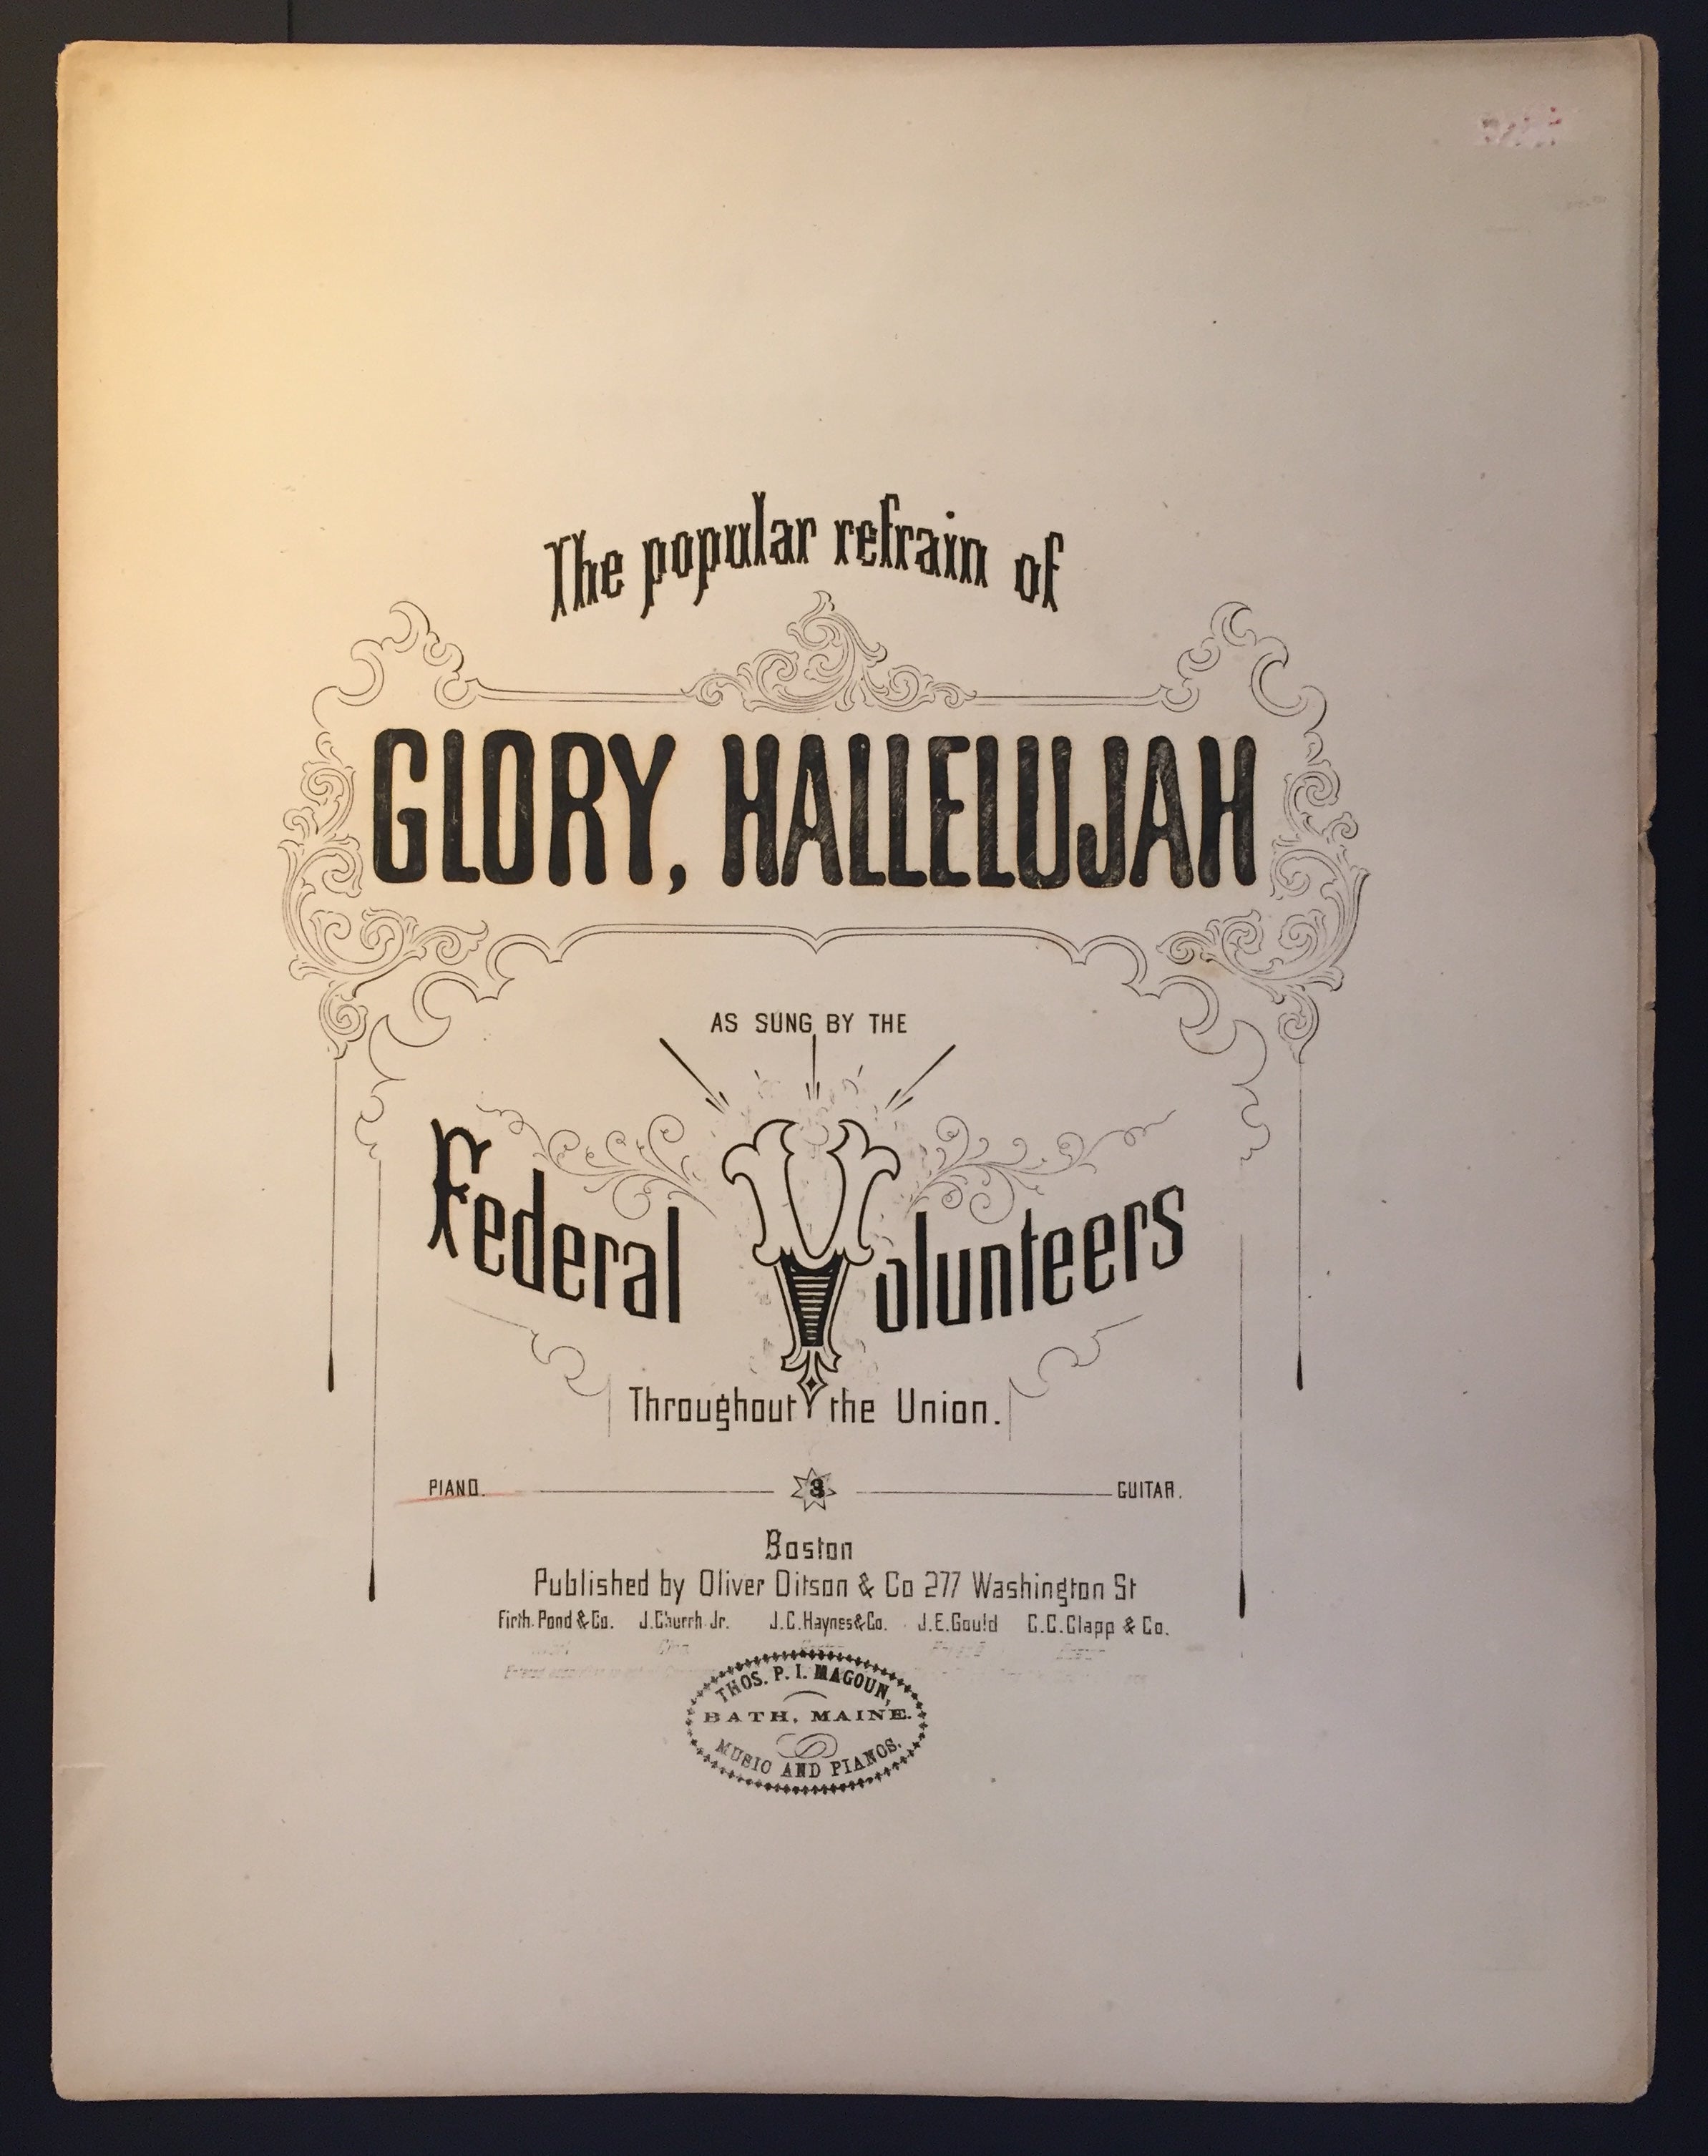 The popular refrain of
GLORY, HALLELUJAH
AS SUNG BY THE
Federal Volunteers
Throughout the Union.
PIANO. 3 GUITAR.
Boston
Published by Oliver Ditson & Co 277 Washington St
Firth. Pond & Co. J. Church Jr. J.C. Haynes & Co. J.E. Gould C.C. Clapp & Co.
THOS. P. I. MAGOUN,
BATH, MAINE.
MUSIC AND PIANOS.